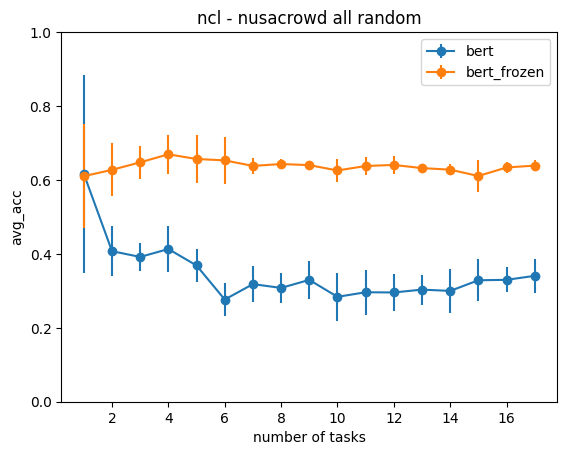 ncl - nusacrowd all random
bert
bert_frozen
avg_acc
1.0
0.8
0.6
0.4
0.2
0.0
2 4 6 8 10 12 14 16
number of tasks